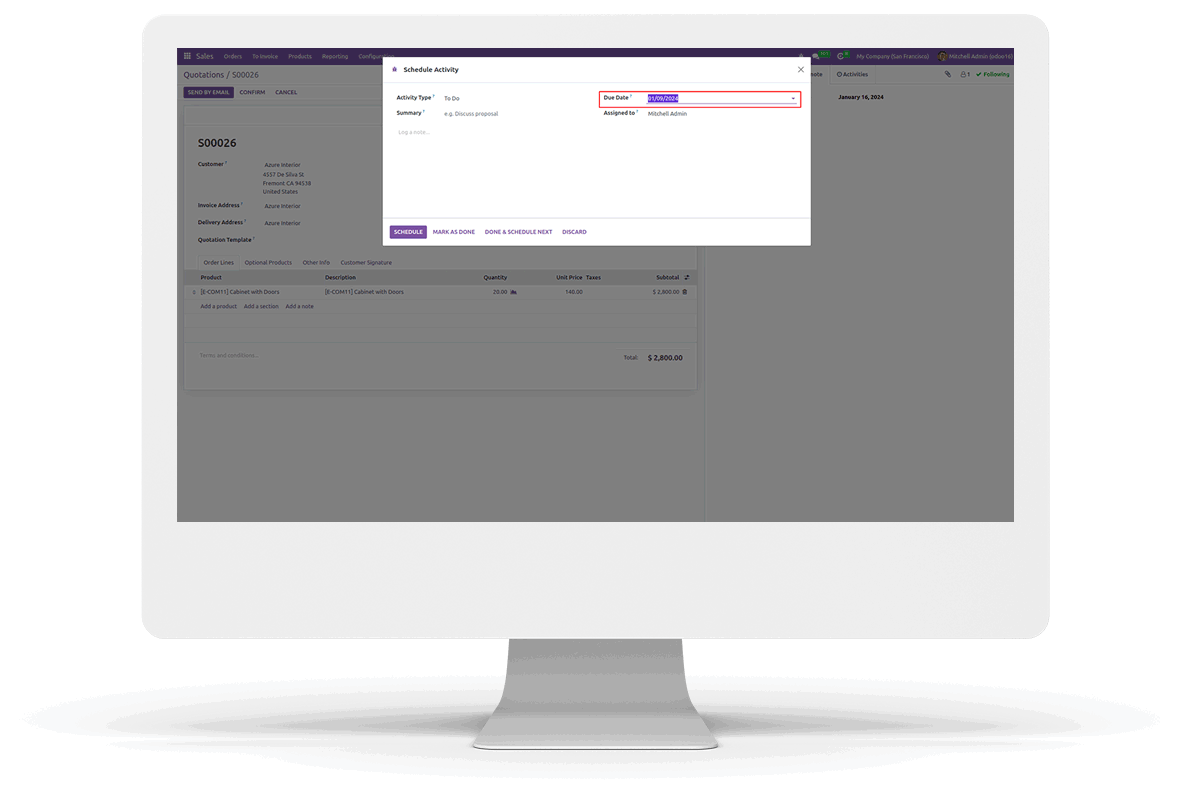 Sales Orders To Invoice Products Reporting Configuration
My Company (San Francisco) Mitchell Admin (odoo16)
Quotations / S00026
note Activities 1 Following
SEND BY EMAIL CONFIRM CANCEL
January 16, 2024
Schedule Activity
Activity Type ? To Do
Due Date ? 01/09/2024
Summary ? e.g. Discuss proposal
Assigned to ? Mitchell Admin
Log a note...
SCHEDULE MARK AS DONE DONE & SCHEDULE NEXT DISCARD
S00026
Customer ? Azure Interior
4557 De Silva St
Fremont CA 94538
United States
Invoice Address ? Azure Interior
Delivery Address ? Azure Interior
Quotation Template ?
Order Lines Optional Products Other Info Customer Signature
Product Description Quantity Unit Price Taxes Subtotal
[E-COM11] Cabinet with Doors [E-COM11] Cabinet with Doors 20.00 140.00 $ 2,800.00
Add a product Add a section Add a note
Terms and conditions...
Total: $ 2,800.00